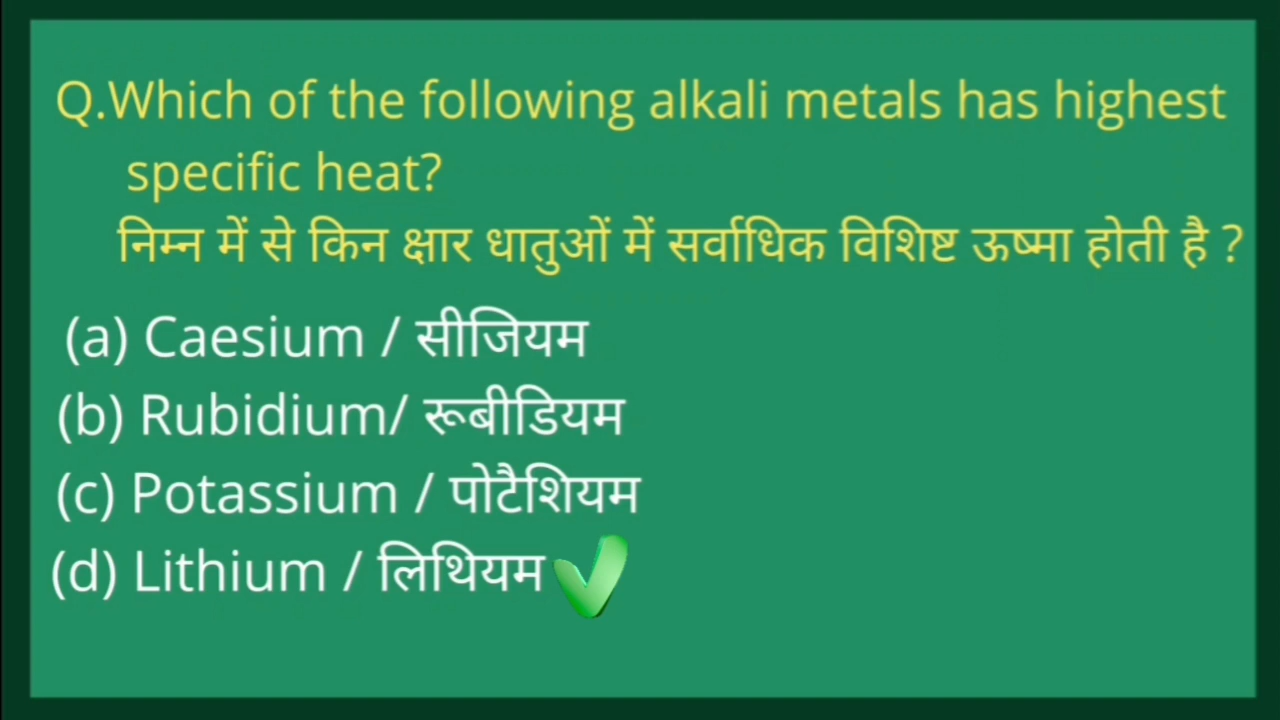 Q.Which of the following alkali metals has highest
specific heat?
निम्न में से किन क्षार धातुओं में सर्वाधिक विशिष्ट ऊष्मा होती है ?
(a) Caesium / सीजियम
(b) Rubidium/ रूबीडियम
(c) Potassium / पोटैशियम
(d) Lithium / लिथियम